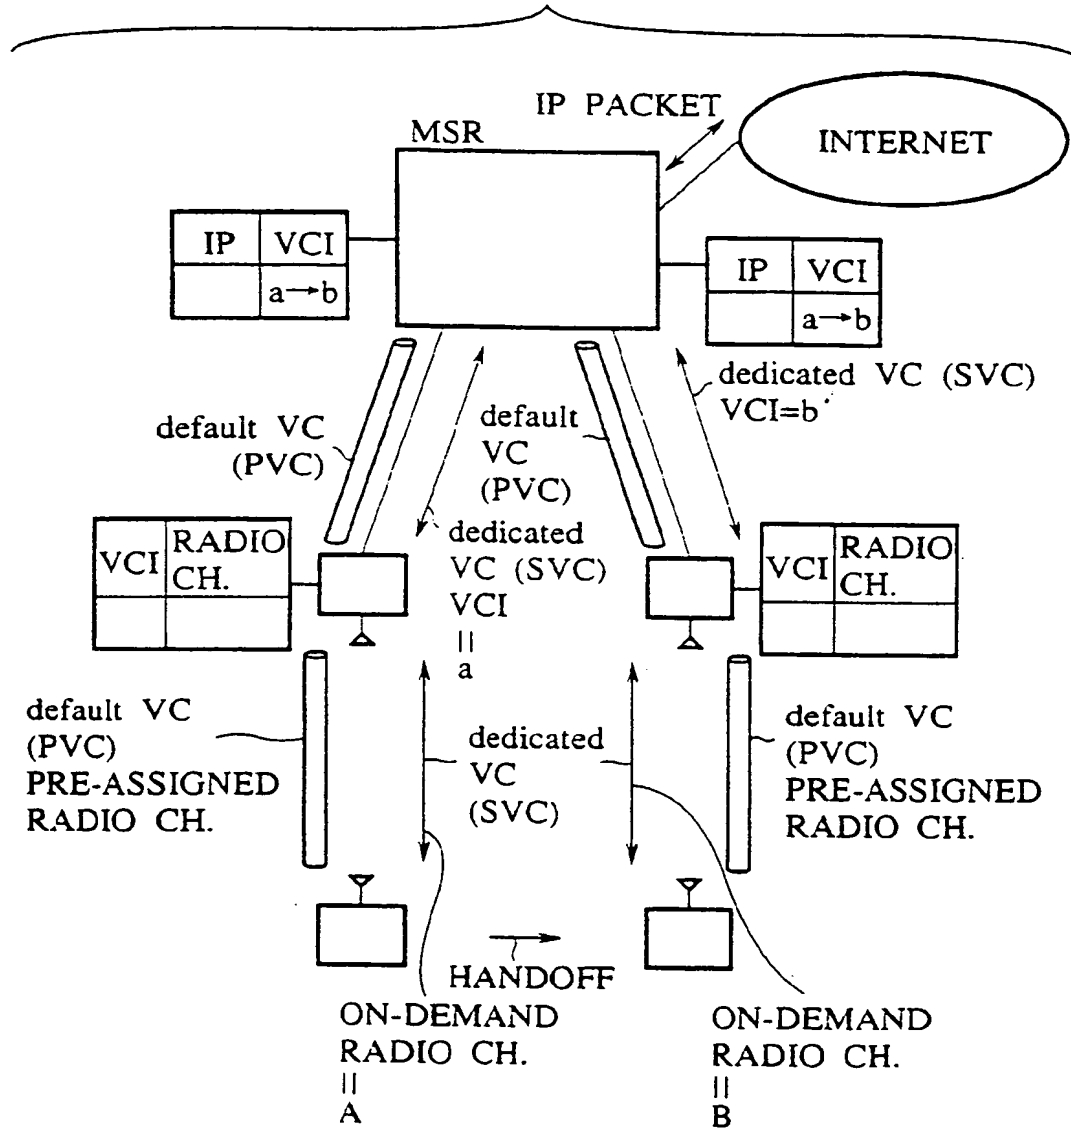 IP PACKET
MSR
INTERNET
IP VCI
a→b
IP VCI
a→b
dedicated VC (SVC)
VCI=b
default VC
(PVC)
default
VC
(PVC)
dedicated
VC (SVC)
VCI
=
a
VCI
RADIO
CH.
VCI
RADIO
CH.
default VC
(PVC)
PRE-ASSIGNED
RADIO CH.
dedicated
VC
(SVC)
default VC
(PVC)
PRE-ASSIGNED
RADIO CH.
HANDOFF
ON-DEMAND
RADIO CH.
=
A
ON-DEMAND
RADIO CH.
=
B